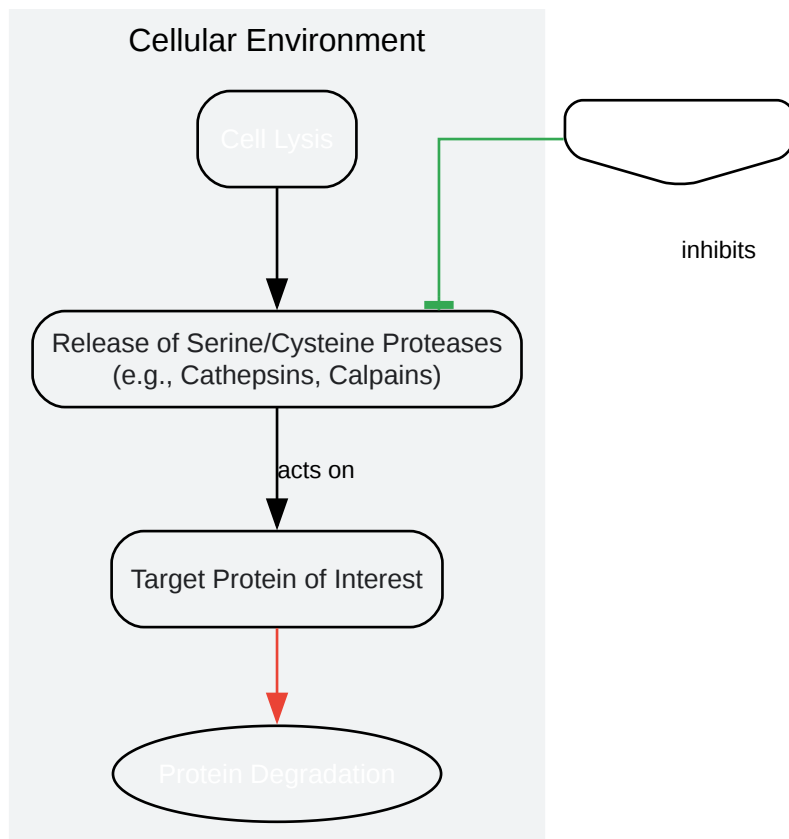 Cellular Environment
Cell Lysis
inhibits
Release of Serine/Cysteine Proteases
(e.g., Cathepsins, Calpains)
acts on
Target Protein of Interest
Protein Degradation